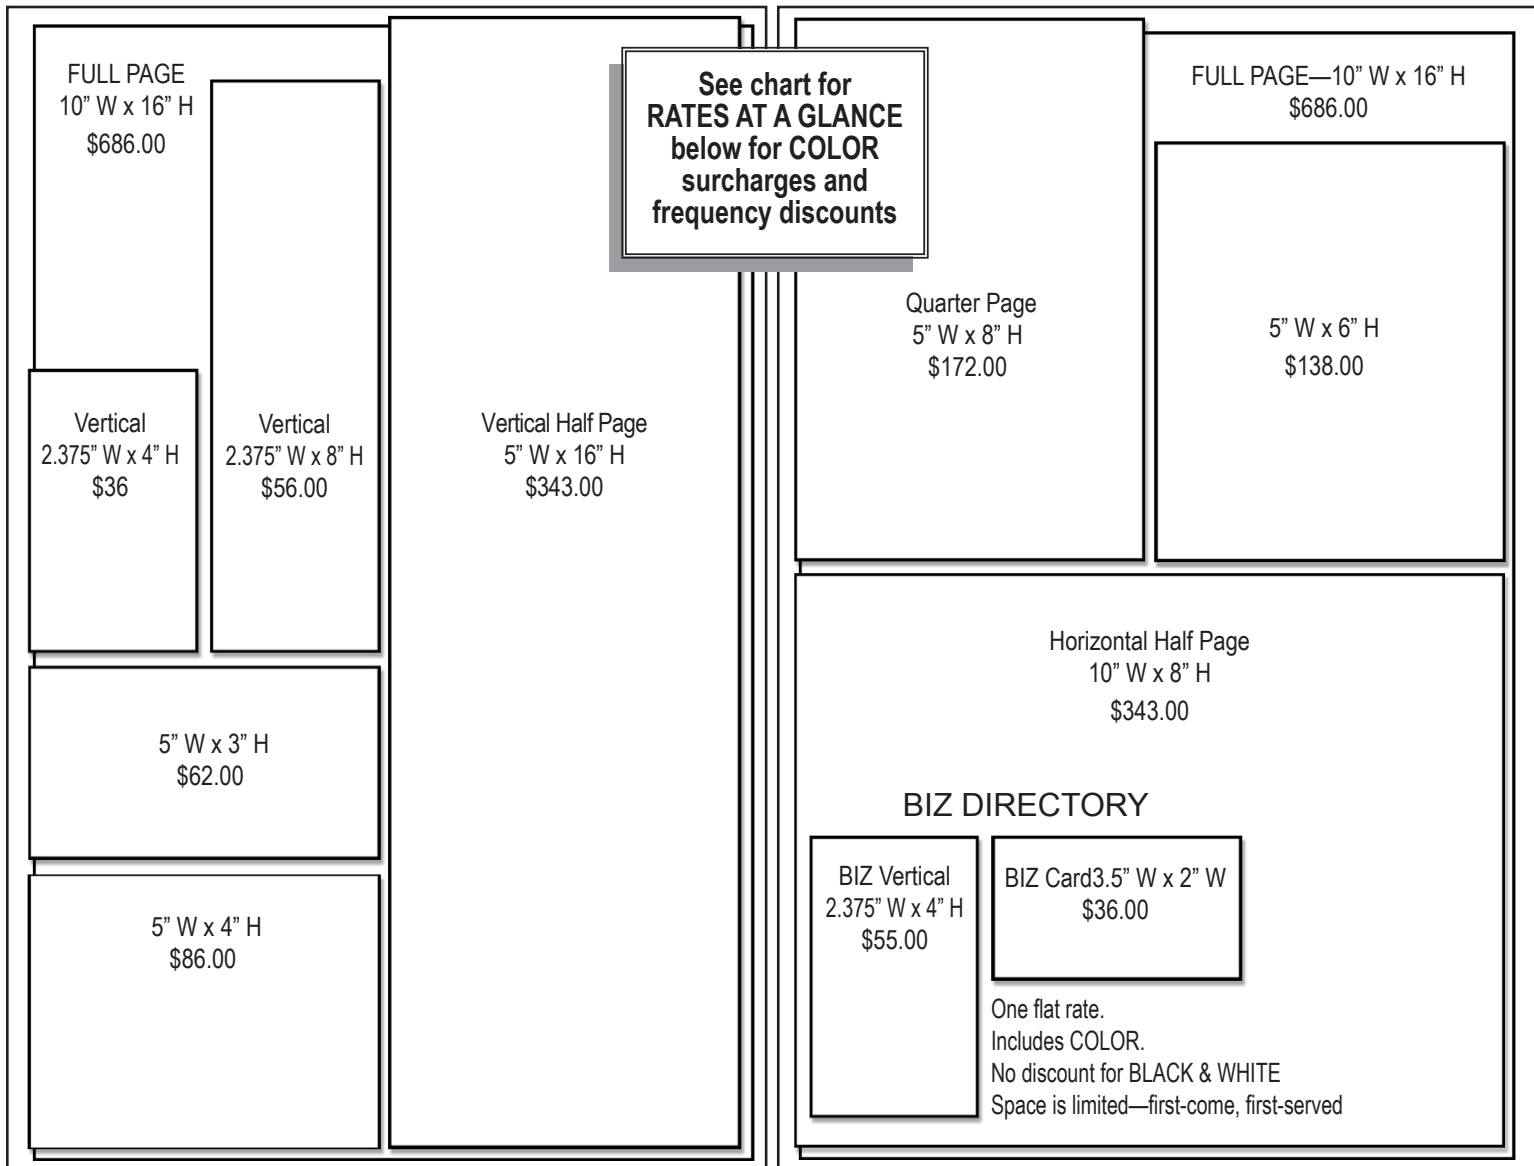 FULL PAGE
10” W x 16” H
$686.00
Vertical
2.375” W x 4” H
$36
Vertical
2.375” W x 8” H
$56.00
5” W x 3” H
$62.00
5” W x 4” H
$86.00
Vertical Half Page
5” W x 16” H
$343.00
See chart for
RATES AT A GLANCE
below for COLOR
surcharges and
frequency discounts
Quarter Page
5” W x 8” H
$172.00
FULL PAGE—10” W x 16” H
$686.00
5” W x 6” H
$138.00
Horizontal Half Page
10” W x 8” H
$343.00
BIZ DIRECTORY
BIZ Vertical
2.375” W x 4” H
$55.00
BIZ Card3.5” W x 2” W
$36.00
One flat rate.
Includes COLOR.
No discount for BLACK & WHITE
Space is limited—first-come, first-served